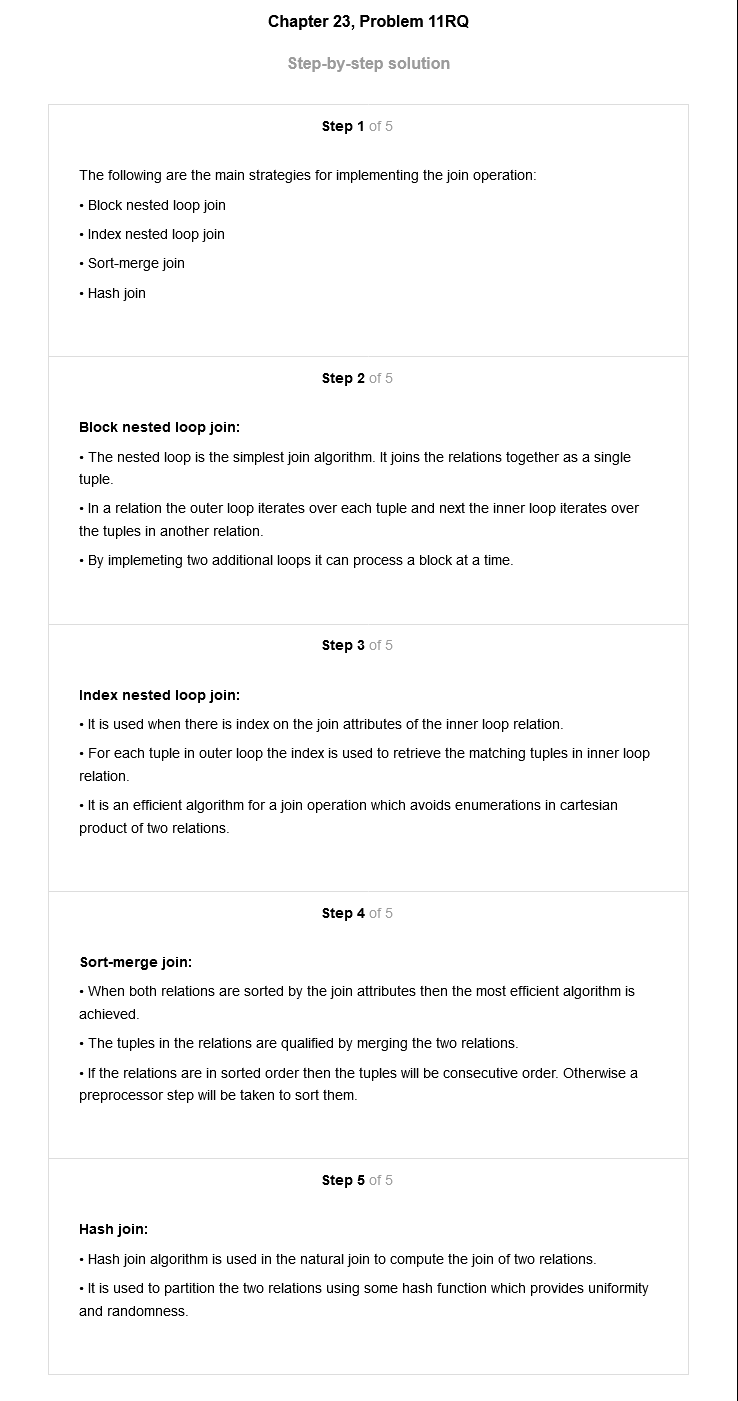 Chapter 23, Problem 11RQ
Step-by-step solution
Step 1 of 5
The following are the main strategies for implementing the join operation:
• Block nested loop join
• Index nested loop join
• Sort-merge join
• Hash join
Step 2 of 5
Block nested loop join:
• The nested loop is the simplest join algorithm. It joins the relations together as a single
tuple.
• In a relation the outer loop iterates over each tuple and next the inner loop iterates over
the tuples in another relation.
• By implemeting two additional loops it can process a block at a time.
Step 3 of 5
Index nested loop join:
• It is used when there is index on the join attributes of the inner loop relation.
• For each tuple in outer loop the index is used to retrieve the matching tuples in inner loop
relation.
• It is an efficient algorithm for a join operation which avoids enumerations in cartesian
product of two relations.
Step 4 of 5
Sort-merge join:
• When both relations are sorted by the join attributes then the most efficient algorithm is
achieved.
• The tuples in the relations are qualified by merging the two relations.
• If the relations are in sorted order then the tuples will be consecutive order. Otherwise a
preprocessor step will be taken to sort them.
Step 5 of 5
Hash join:
• Hash join algorithm is used in the natural join to compute the join of two relations.
• It is used to partition the two relations using some hash function which provides uniformity
and randomness.